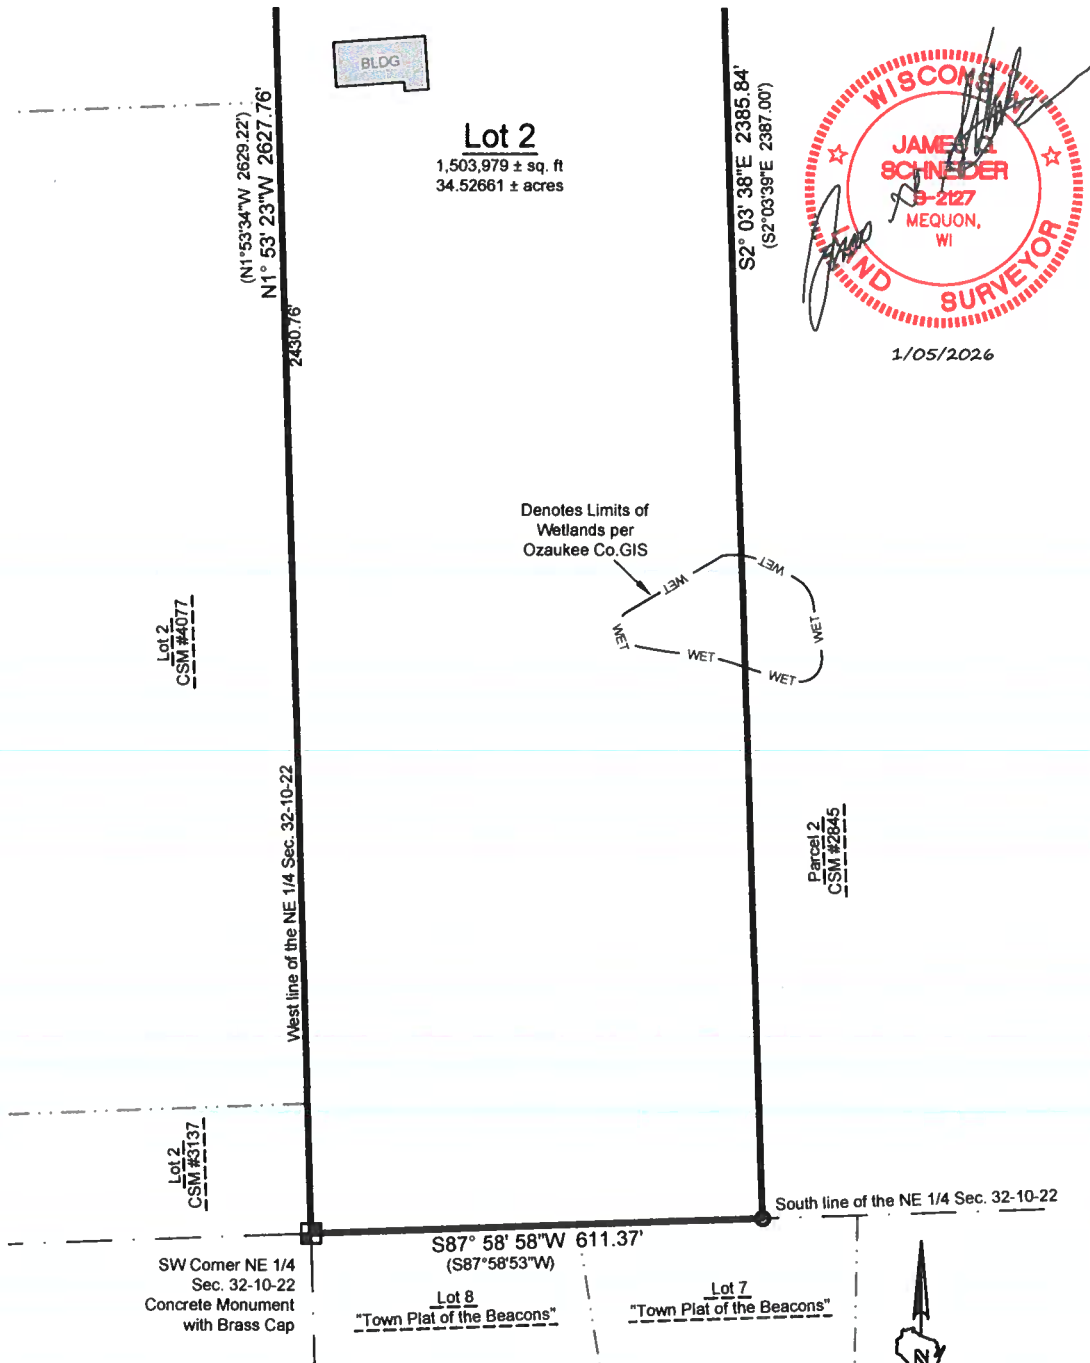 BLDG
Lot 2
1,503,979 ± sq. ft
34.52661 ± acres
(N1°53'34"W 2629.22')
N1° 53' 23"W 2627.76'
2430.76'
S2° 03' 38"E 2385.84'
(S2°03'39"E 2387.00')
WISCONSIN
JAMES
SCHNEIDER
S-2127
MEQUON,
WI
LAND SURVEYOR
1/05/2026
Denotes Limits of
Wetlands per
Ozaukee Co.GIS
WET
WET
WET
WET
WET
WET
Lot 2
CSM #4077
West line of the NE 1/4 Sec. 32-10-22
Parcel 2
CSM #2845
Lot 2
CSM #3137
South line of the NE 1/4 Sec. 32-10-22
S87° 58' 58"W 611.37'
(S87°58'53"W)
SW Corner NE 1/4
Sec. 32-10-22
Concrete Monument
with Brass Cap
Lot 8
"Town Plat of the Beacons"
Lot 7
"Town Plat of the Beacons"
N